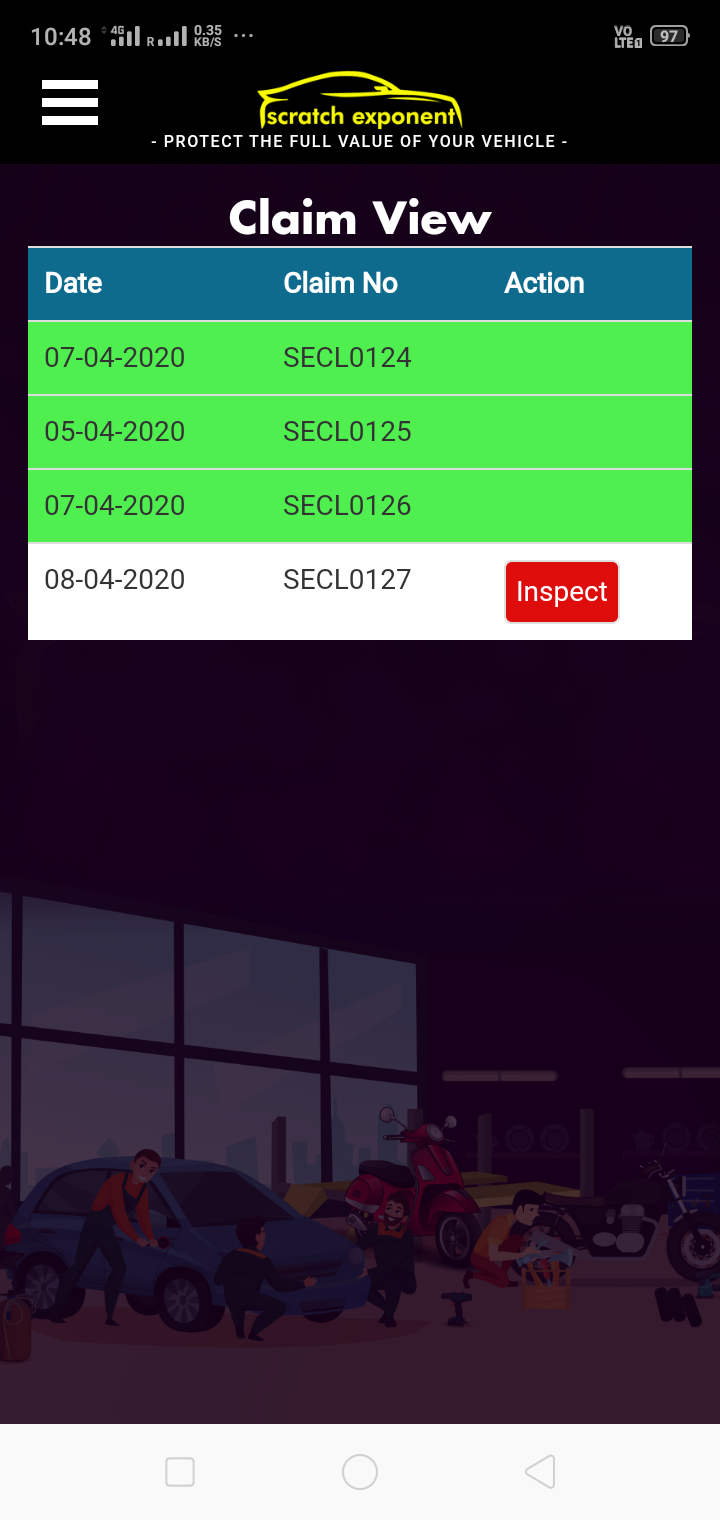 10:48 4G R 0.35 KB/S ... VO LTE 97
scratch exponent
- PROTECT THE FULL VALUE OF YOUR VEHICLE -
Claim View
Date Claim No Action
07-04-2020 SECL0124
05-04-2020 SECL0125
07-04-2020 SECL0126
08-04-2020 SECL0127 Inspect